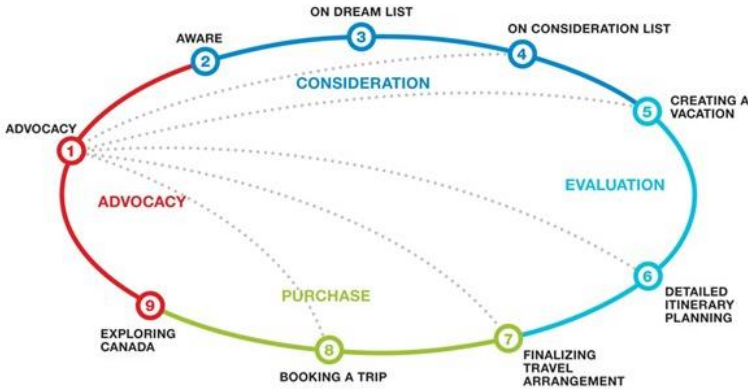 ON DREAM LIST
3
AWARE
2
ON CONSIDERATION LIST
4
CONSIDERATION
CREATING A
VACATION
5
ADVOCACY
1
EVALUATION
ADVOCACY
6
DETAILED
ITINERARY
PLANNING
PURCHASE
9
EXPLORING
CANADA
8
BOOKING A TRIP
7
FINALIZING
TRAVEL
ARRANGEMENT